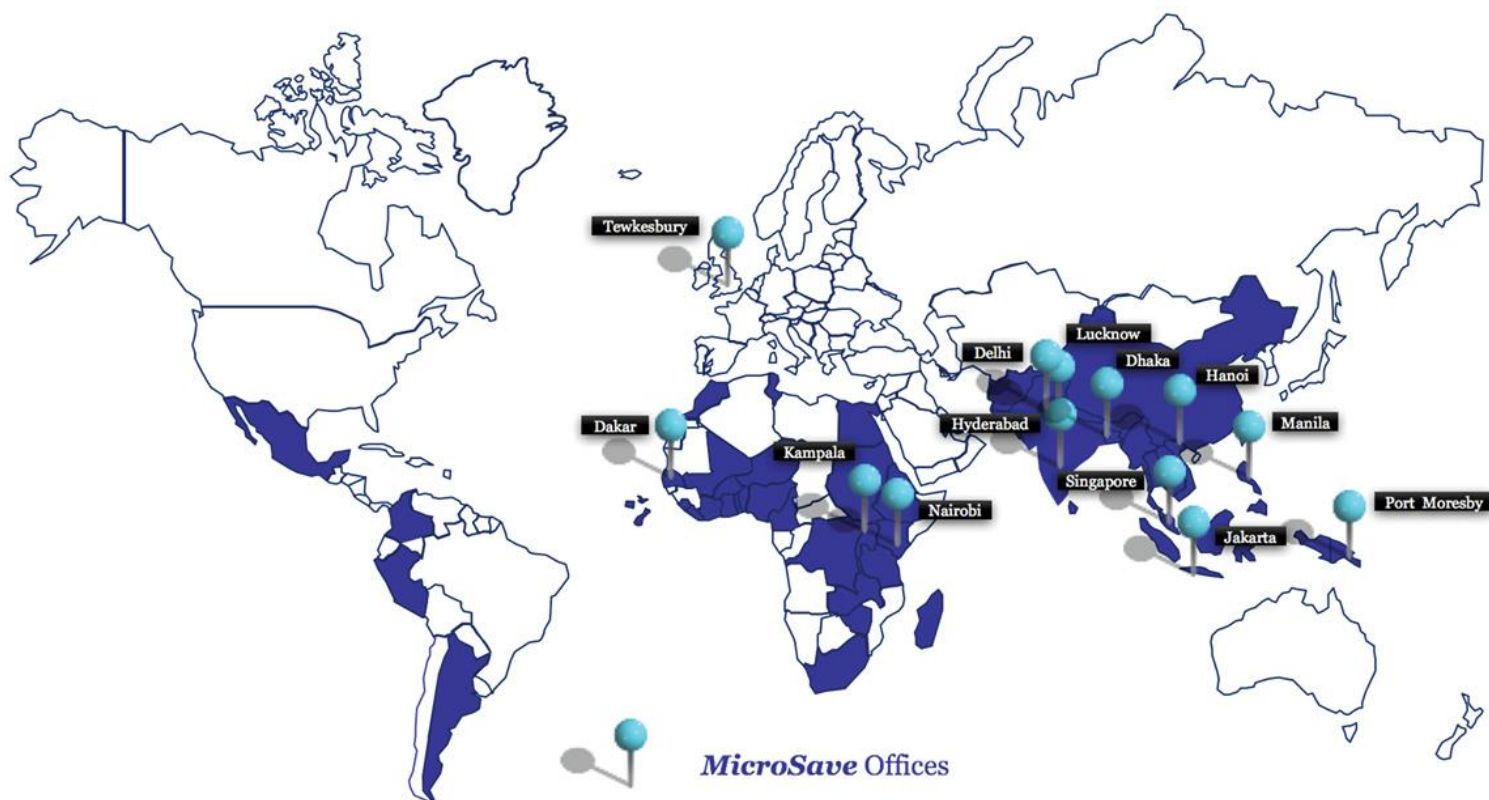 Tewkesbury
Lucknow
Delhi
Dhaka
Hanoi
Dakar
Hyderabad
Manila
Kampala
Singapore
Nairobi
Port Moresby
Jakarta
MicroSave Offices